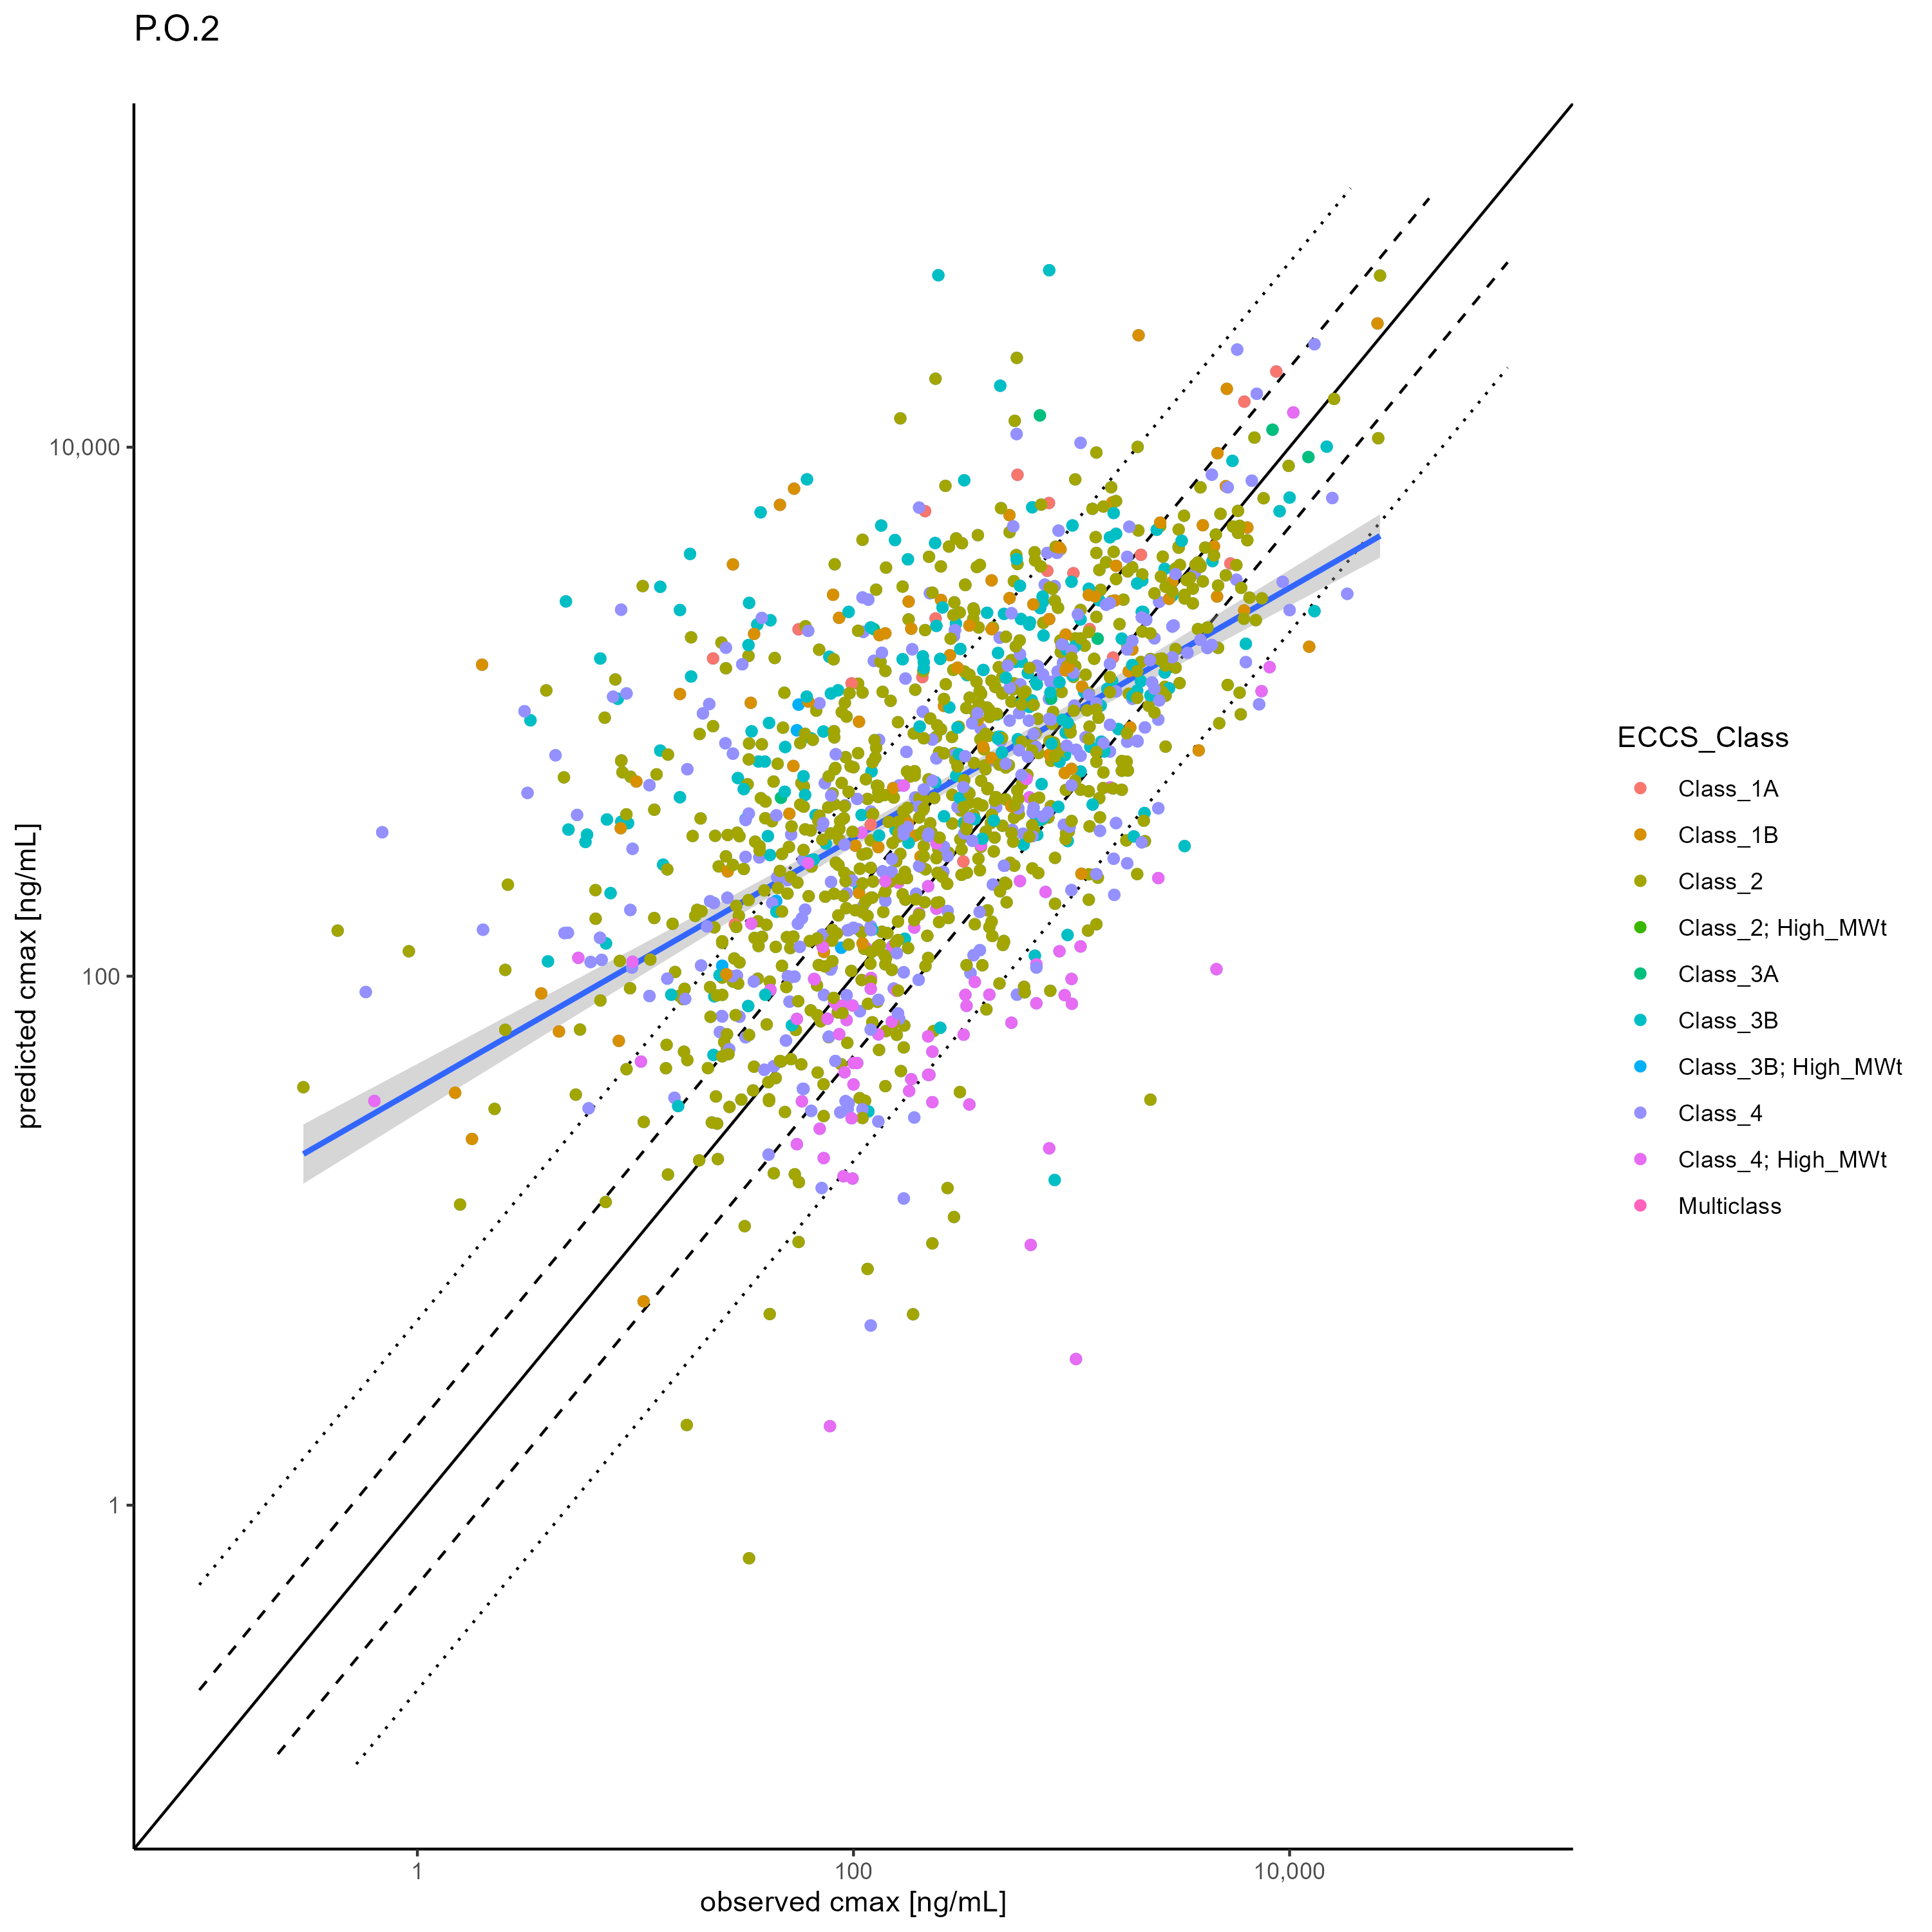 P.O.2
predicted cmax [ng/mL]
10,000
100
1
1
100
10,000
observed cmax [ng/mL]
ECCS_Class
Class_1A
Class_1B
Class_2
Class_2; High_MWt
Class_3A
Class_3B
Class_3B; High_MWt
Class_4
Class_4; High_MWt
Multiclass